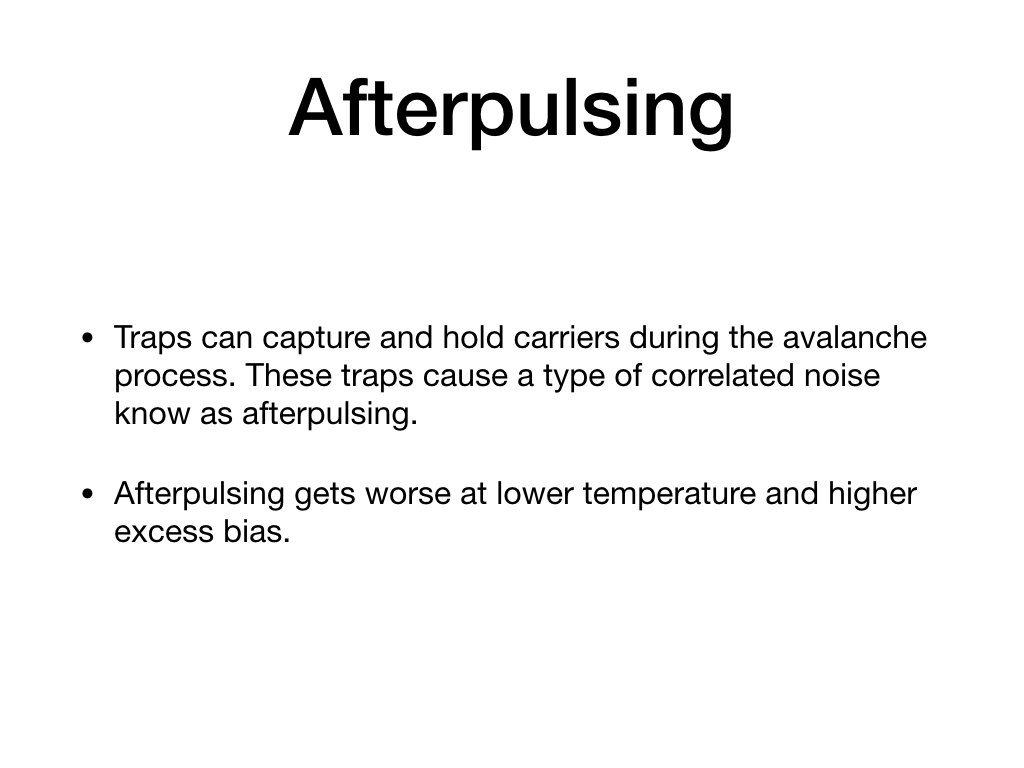 Afterpulsing
• Traps can capture and hold carriers during the avalanche
process. These traps cause a type of correlated noise
know as afterpulsing.
• Afterpulsing gets worse at lower temperature and higher
excess bias.